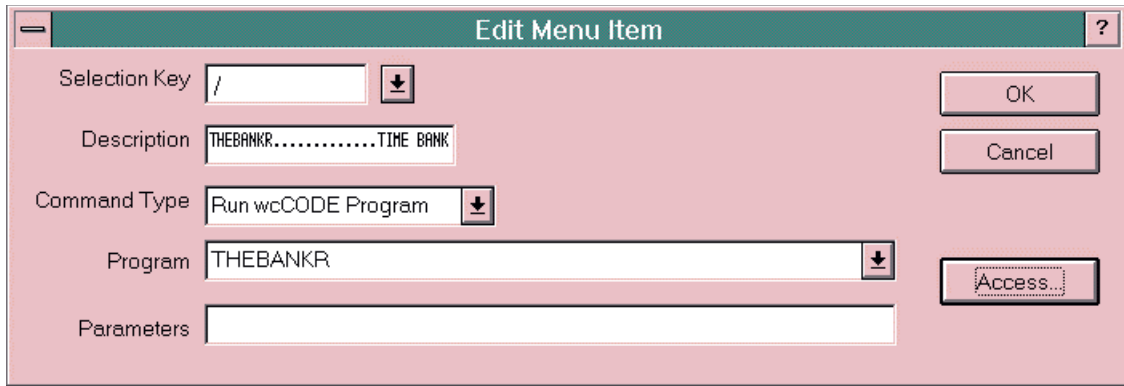 Edit Menu Item
?
Selection Key /
OK
Description THEBANKR.............TIME BANK
Cancel
Command Type Run wcCODE Program
Program THEBANKR
Access...
Parameters